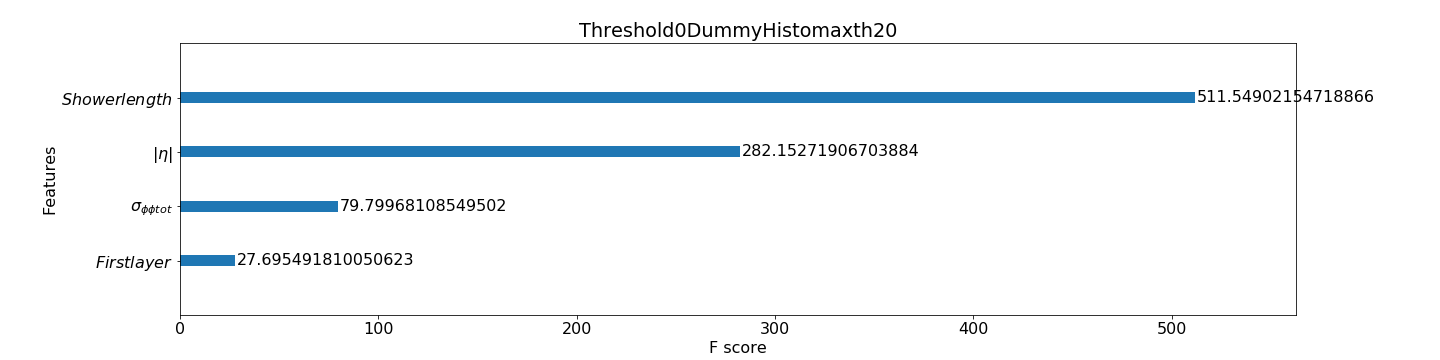 Threshold0DummyHistomaxth20
Features
Showerlength
511.54902154718866
|η|
282.15271906703884
σϕϕtot
79.79968108549502
Firstlayer
27.695491810050623
0 100 200 300 400 500
F score